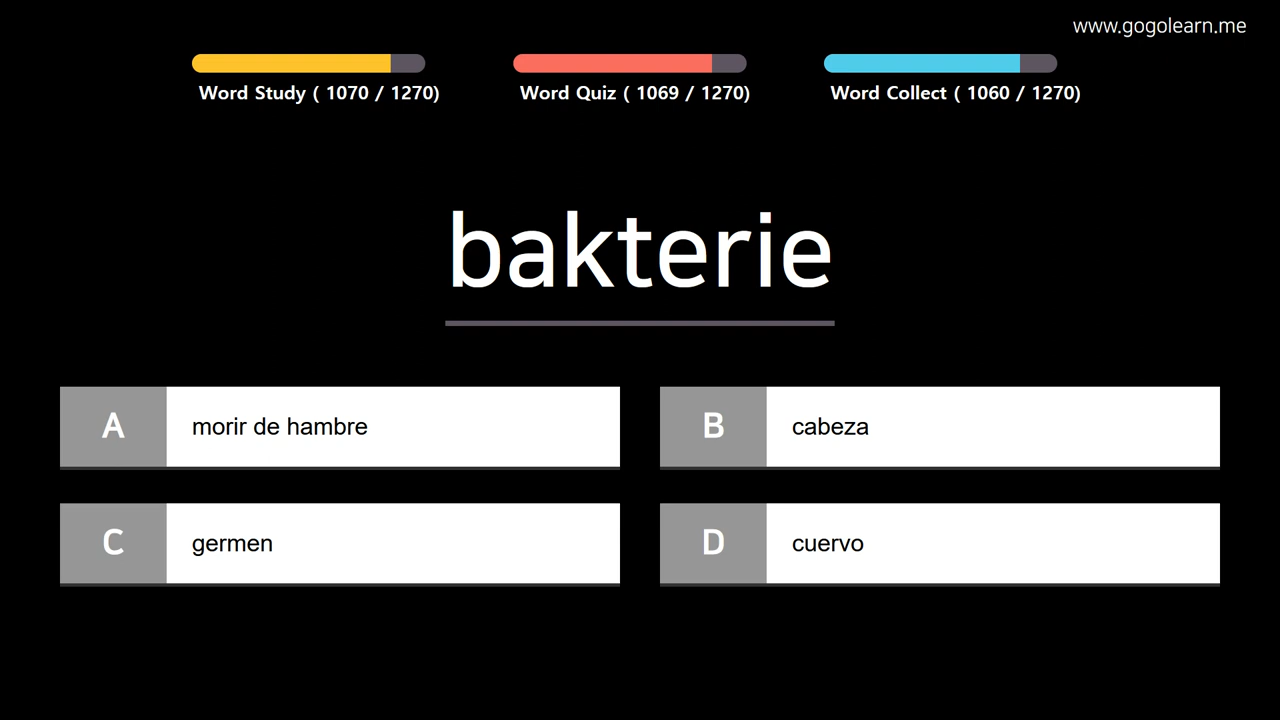 www.gogolearn.me
Word Study ( 1070 / 1270)
Word Quiz ( 1069 / 1270)
Word Collect ( 1060 / 1270)
bakterie
A morir de hambre
B cabeza
C germen
D cuervo